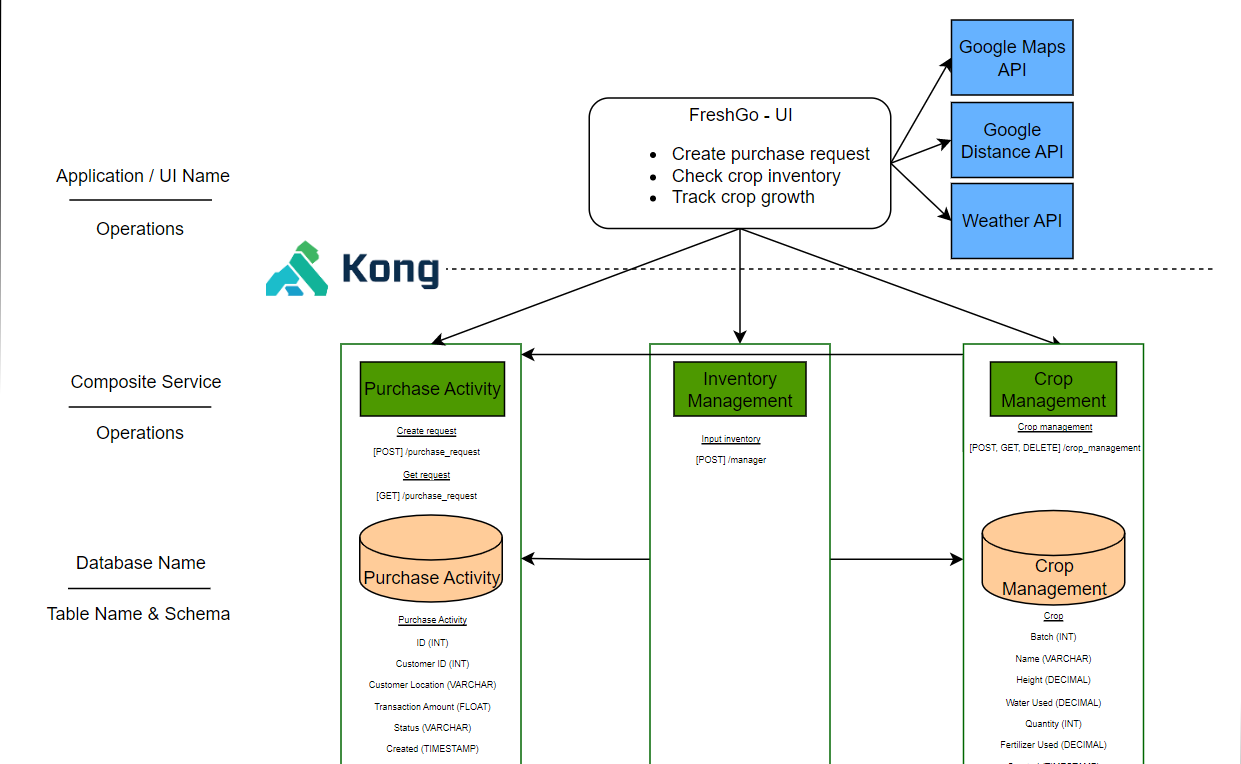 Google Maps
API
FreshGo - UI
Google
Distance API
Create purchase request
Check crop inventory
Track crop growth
Weather API
Application / UI Name
Operations
Kong
Composite Service
Operations
Purchase Activity
Create request
[POST] /purchase_request
Get request
[GET] /purchase_request
Inventory
Management
Input inventory
[POST] /manager
Crop
Management
Crop management
[POST, GET, DELETE] /crop_management
Database Name
Table Name & Schema
Purchase Activity
Purchase Activity
ID (INT)
Customer ID (INT)
Customer Location (VARCHAR)
Transaction Amount (FLOAT)
Status (VARCHAR)
Created (TIMESTAMP)
Crop
Management
Crop
Batch (INT)
Name (VARCHAR)
Height (DECIMAL)
Water Used (DECIMAL)
Quantity (INT)
Fertilizer Used (DECIMAL)